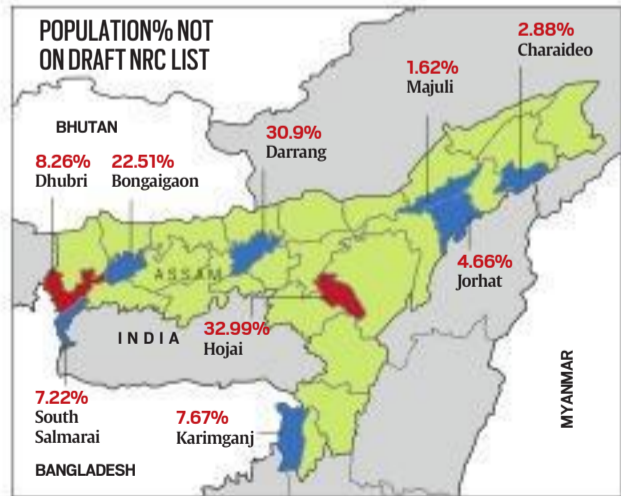 POPULATION% NOT
ON DRAFT NRC LIST
2.88%
Charaideo
1.62%
Majuli
BHUTAN
30.9%
Darrang
8.26%
Dhubri
22.51%
Bongaigaon
ASSAM
4.66%
Jorhat
INDIA
32.99%
Hojai
MYANMAR
7.22%
South
Salmarai
7.67%
Karimganj
BANGLADESH